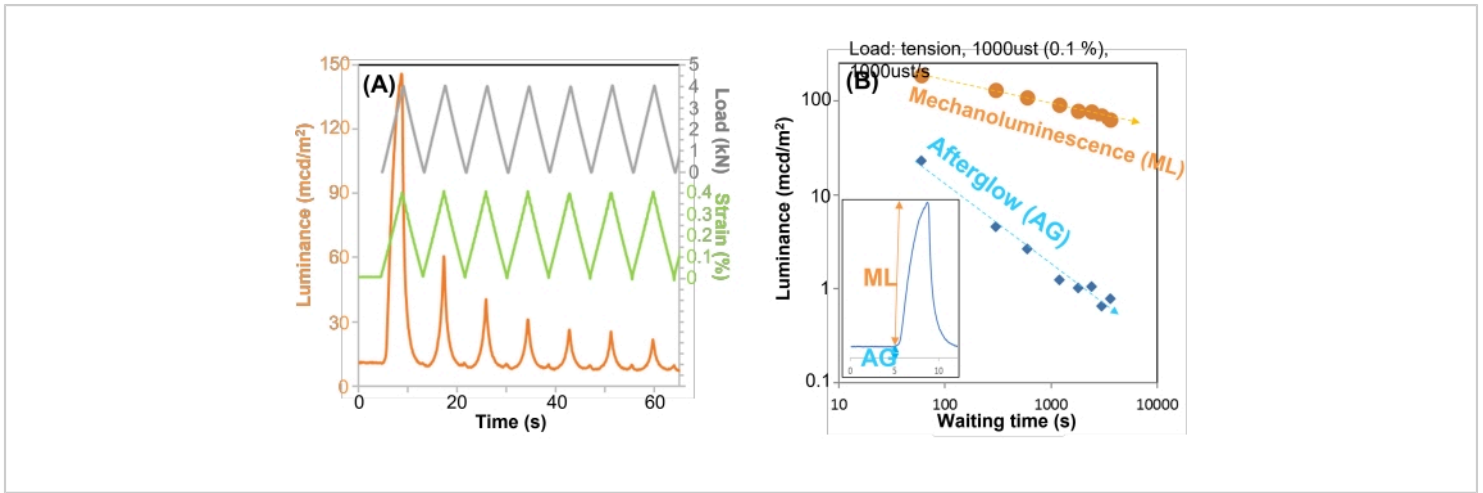 (A)
150
120
90
60
30
0
Luminance (mcd/m²)
5
4
3
2
1
0
Load (kN)
0.4
0.3
0.2
0.1
0
Strain (%)
0
20
40
60
Time (s)
Load: tension, 1000ust (0.1 %),
1000ust/s
(B)
100
10
1
0.1
Luminance (mcd/m²)
Mechanoluminescence (ML)
Afterglow (AG)
ML
AG
0
5
10
10
100
1000
10000
Waiting time (s)